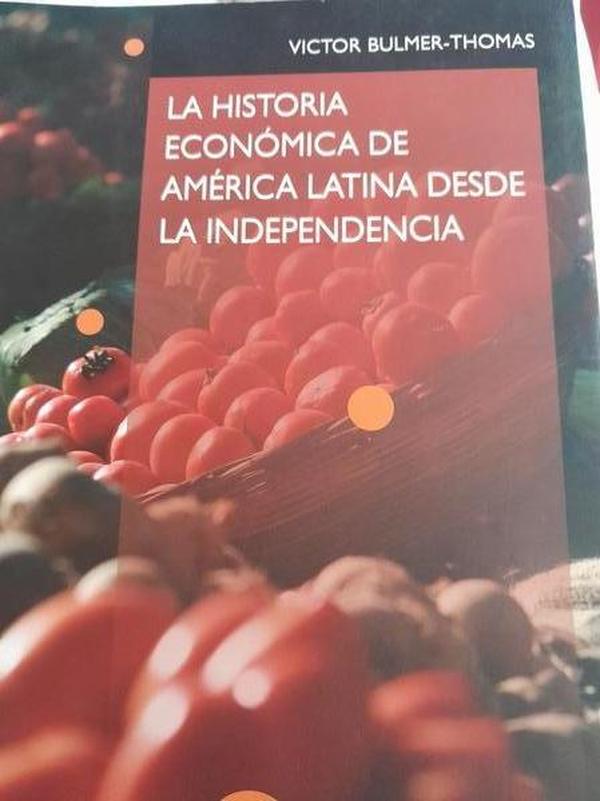 VICTOR BULMER-THOMAS
LA HISTORIA
ECONÓMICA DE
AMÉRICA LATINA DESDE
LA INDEPENDENCIA